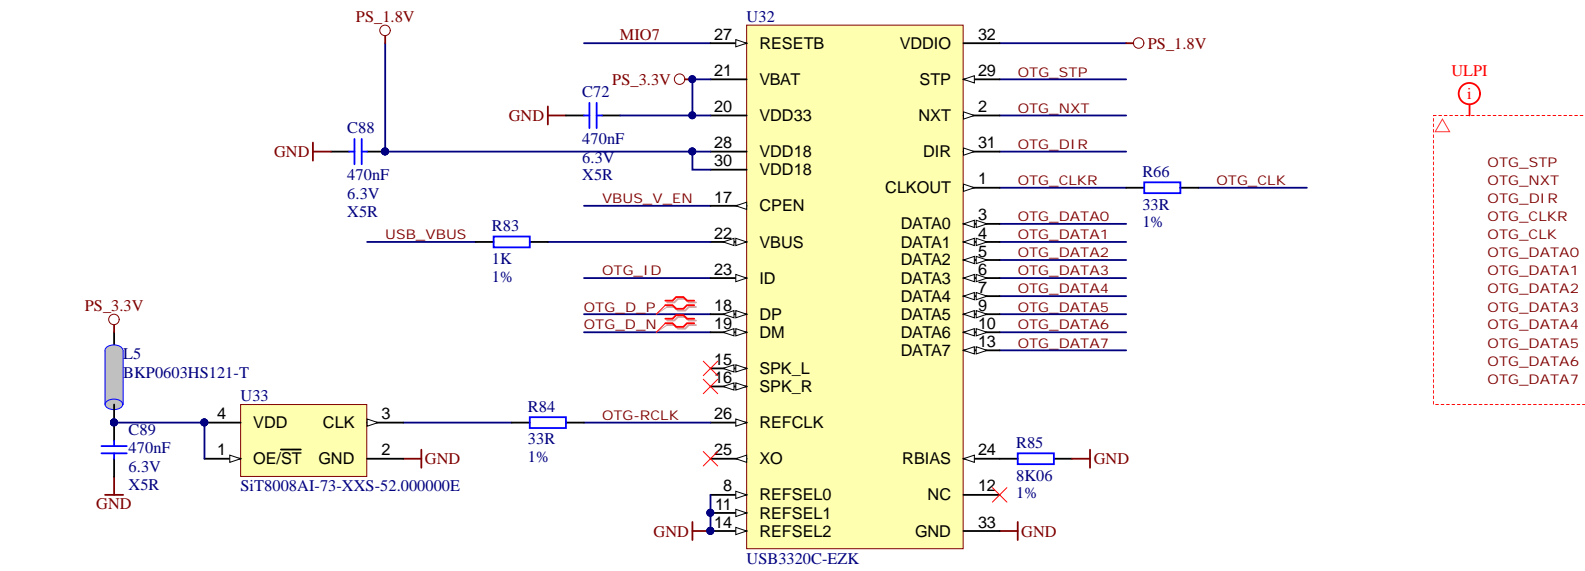 U32
PS_1.8V
MIO7
27
RESETB
VDDIO
32
PS_1.8V
PS_3.3V
21
VBAT
STP
29
OTG_STP
ULPI
i
C72
GND
470nF
6.3V
X5R
20
VDD33
NXT
2
OTG_NXT
C88
GND
470nF
6.3V
X5R
28
VDD18
30
VDD18
DIR
31
OTG_DIR
CLKOUT
1
OTG_CLKR
R66
33R
1%
OTG_CLK
VBUS_V_EN
17
CPEN
USB_VBUS
R83
1K
1%
22
VBUS
OTG_ID
23
ID
OTG_D_P
18
DP
OTG_D_N
19
DM
15
SPK_L
16
SPK_R
DATA0
3
OTG_DATA0
DATA1
4
OTG_DATA1
DATA2
5
OTG_DATA2
DATA3
6
OTG_DATA3
DATA4
7
OTG_DATA4
DATA5
9
OTG_DATA5
DATA6
10
OTG_DATA6
DATA7
13
OTG_DATA7
OTG_STP
OTG_NXT
OTG_DIR
OTG_CLKR
OTG_CLK
OTG_DATA0
OTG_DATA1
OTG_DATA2
OTG_DATA3
OTG_DATA4
OTG_DATA5
OTG_DATA6
OTG_DATA7
PS_3.3V
L5
BKP0603HS121-T
C89
470nF
6.3V
X5R
GND
U33
4
VDD
CLK
3
1
OE/ST
GND
2
GND
SiT8008AI-73-XXS-52.000000E
R84
33R
1%
OTG-RCLK
26
REFCLK
25
XO
RBIAS
24
R85
8K06
1%
GND
8
REFSEL0
11
REFSEL1
GND
14
REFSEL2
NC
12
GND
33
GND
USB3320C-EZK